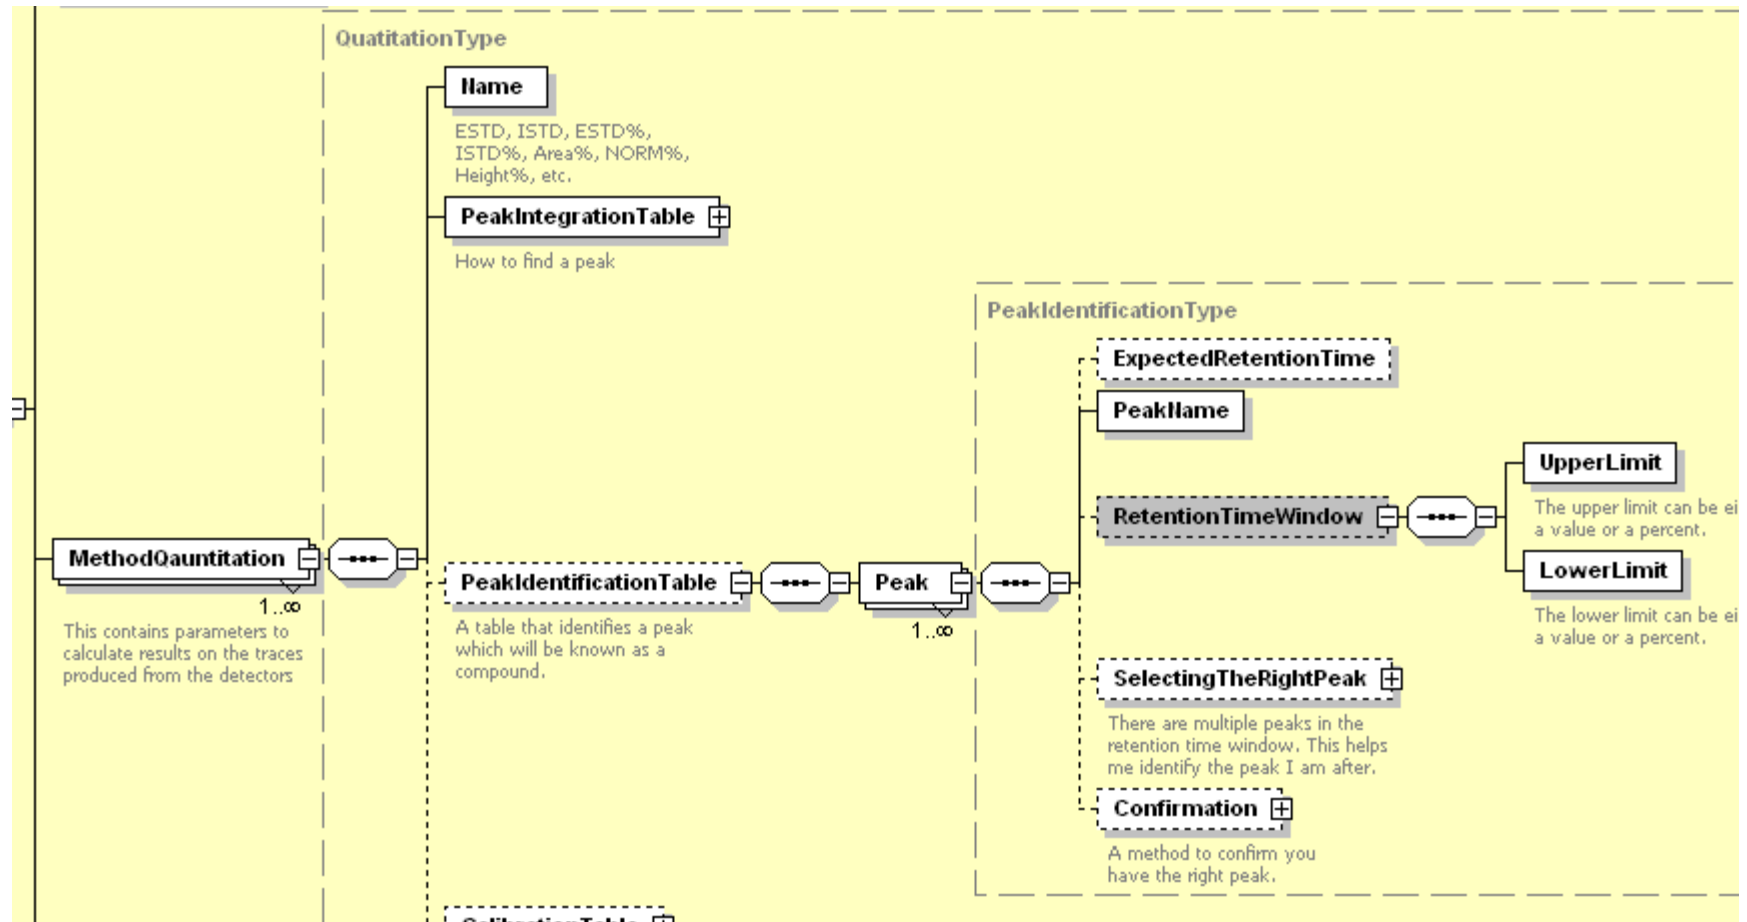 QuatitationType
Name
ESTD, ISTD, ESTD%,
ISTD%, Area%, NORM%,
Height%, etc.
PeakIntegrationTable
How to find a peak
PeakIdentificationType
ExpectedRetentionTime
PeakName
UpperLimit
The upper limit can be ei
a value or a percent.
RetentionTimeWindow
LowerLimit
The lower limit can be ei
a value or a percent.
MethodQauntitation
1..∞
This contains parameters to
calculate results on the traces
produced from the detectors
PeakIdentificationTable
A table that identifies a peak
which will be known as a
compound.
Peak
1..∞
SelectingTheRightPeak
There are multiple peaks in the
retention time window. This helps
me identify the peak I am after.
Confirmation
A method to confirm you
have the right peak.
CalibrationTable